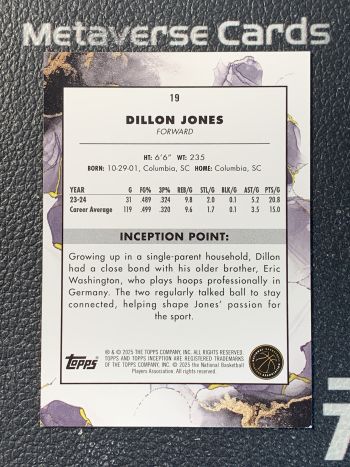 Metaverse Cards
19
DILLON JONES
FORWARD
HT: 6'6" WT: 235
BORN: 10-29-01, Columbia, SC HOME: Columbia, SC
YEAR G FG% 3P% REB/G STL/G BLK/G AST/G PTS/G
23-24 31 .489 .324 9.8 2.0 0.1 5.2 20.8
Career Average 119 .499 .320 9.6 1.7 0.1 3.5 15.0
INCEPTION POINT:
Growing up in a single-parent household, Dillon
had a close bond with his older brother, Eric
Washington, who plays hoops professionally in
Germany. The two regularly talked ball to stay
connected, helping shape Jones' passion for
the sport.
Topps
® & © 2025 THE TOPPS COMPANY, INC. ALL RIGHTS RESERVED.
TOPPS AND TOPPS INCEPTION ARE REGISTERED TRADEMARKS
OF THE TOPPS COMPANY, INC. © 2025 the National Basketball
Players Association. All rights reserved.
7